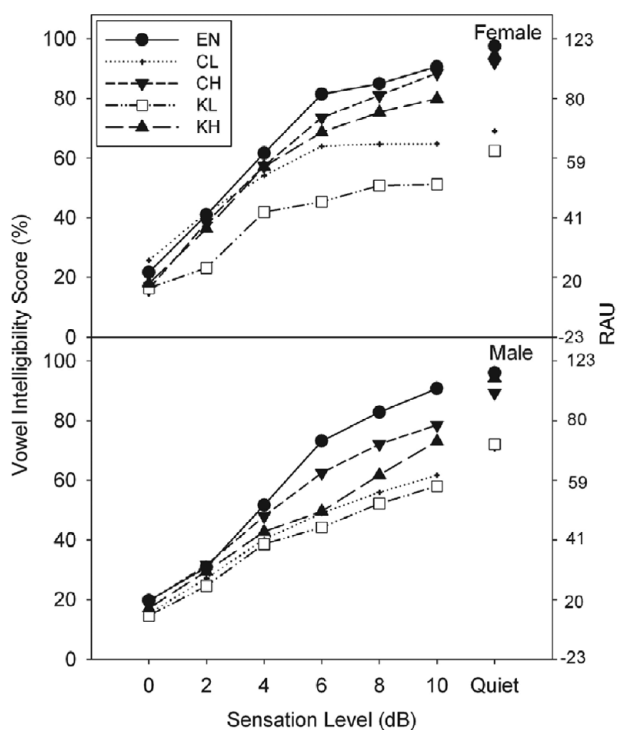 Female
EN
CL
CH
KL
KH
100
80
60
40
20
0
123
80
59
41
20
-23
Male
100
80
60
40
20
0
123
80
59
41
20
-23
0 2 4 6 8 10 Quiet
Sensation Level (dB)
Vowel Intelligibility Score (%)
RAU